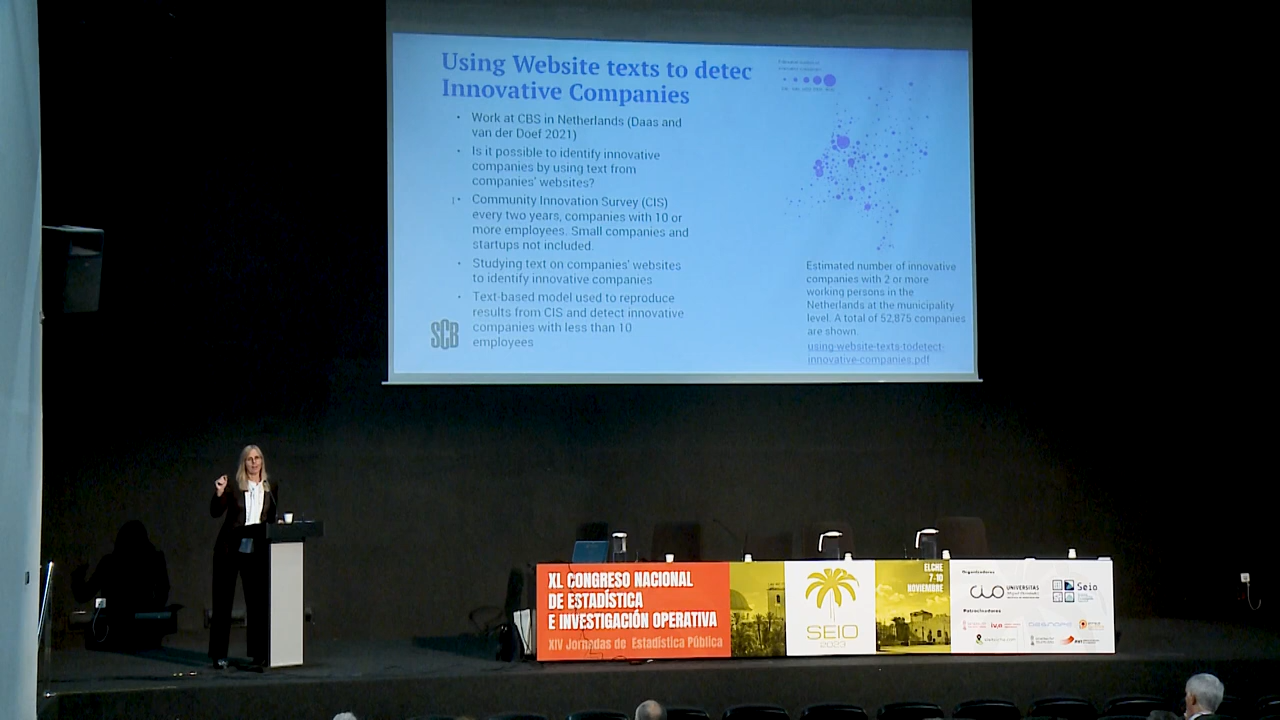 Using Website texts to detec
Innovative Companies
Work at CBS in Netherlands (Daas and
van der Doef 2021)
Is it possible to identify innovative
companies by using text from
companies' websites?
Community Innovation Survey (CIS)
every two years, companies with 10 or
more employees. Small companies and
startups not included.
Studying text on companies' websites
to identify innovative companies
Text-based model used to reproduce
results from CIS and detect innovative
companies with less than 10
employees
SCB
Estimated number of innovative
companies with 2 or more
working persons in the
Netherlands at the municipality
level. A total of 52,875 companies
are shown.
using-website-texts-todetect-
innovative-companies.pdf
XL CONGRESO NACIONAL
DE ESTADÍSTICA
E INVESTIGACIÓN OPERATIVA
XIV Jornadas de Estadística Pública
SEIO
2023
ELCHE
7-10
NOVIEMBRE
Organizadores
UNIVERSITAS
Miguel Hernández
Seio
Patrocinadores